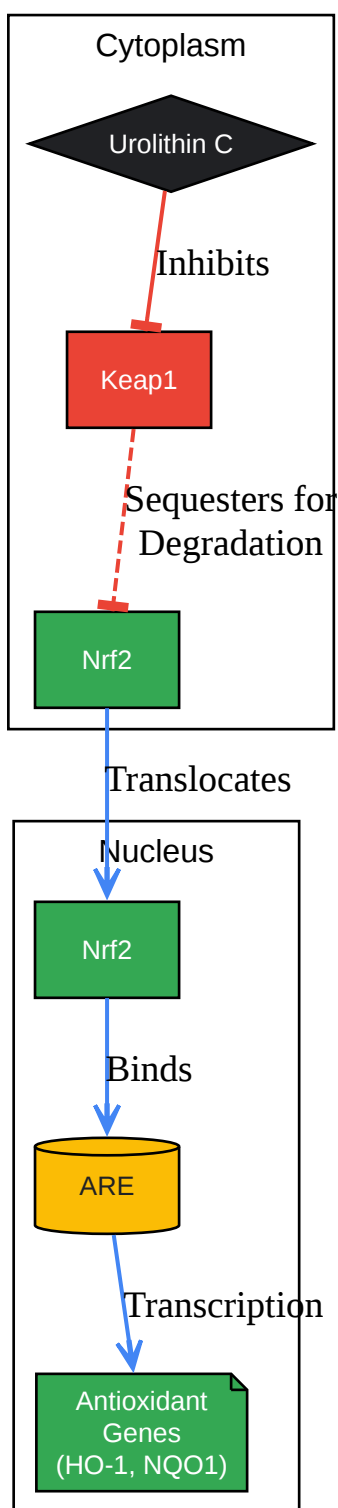 Cytoplasm
Urolithin C
Inhibits
Keap1
Sequesters for
Degradation
Nrf2
Translocates
Nucleus
Nrf2
Binds
ARE
Transcription
Antioxidant
Genes
(HO-1, NQO1)